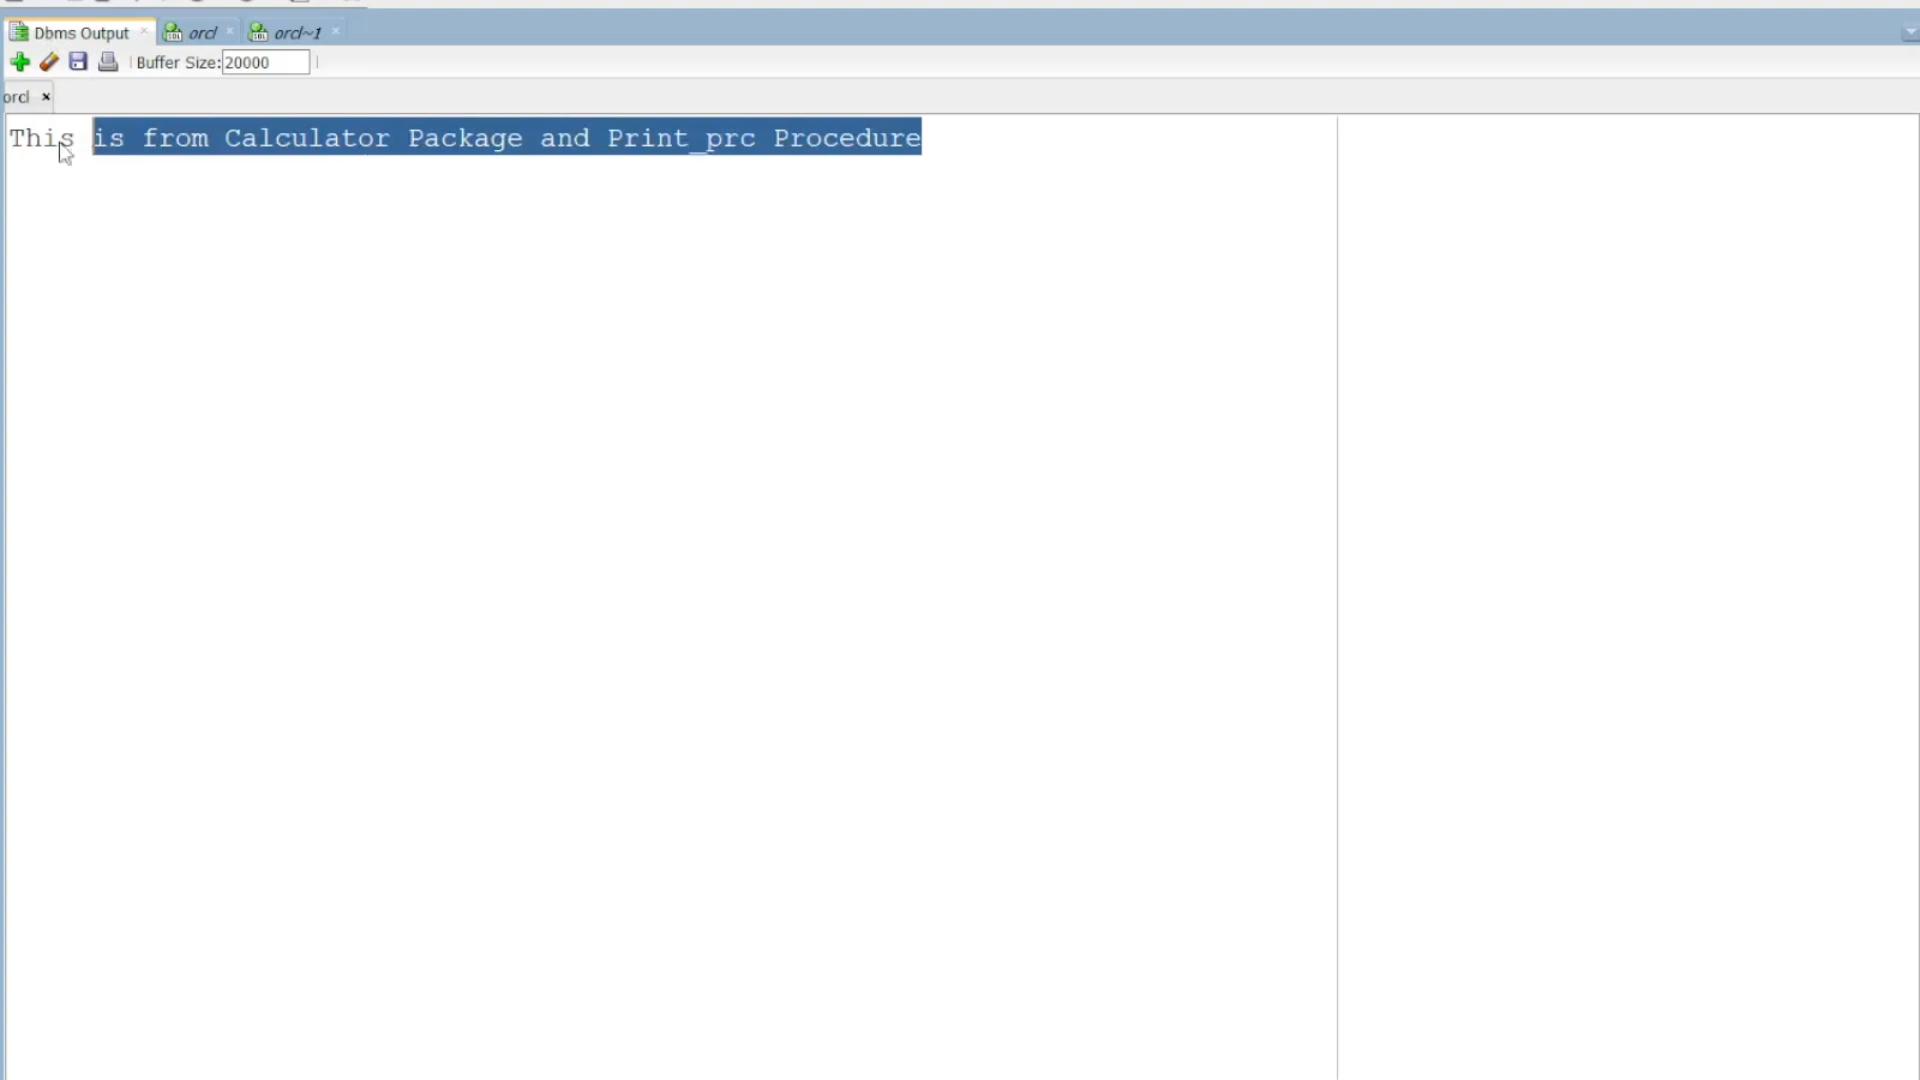 Dbms Output orcl orcl~1
Buffer Size: 20000
orcl
This is from Calculator Package and Print_prc Procedure